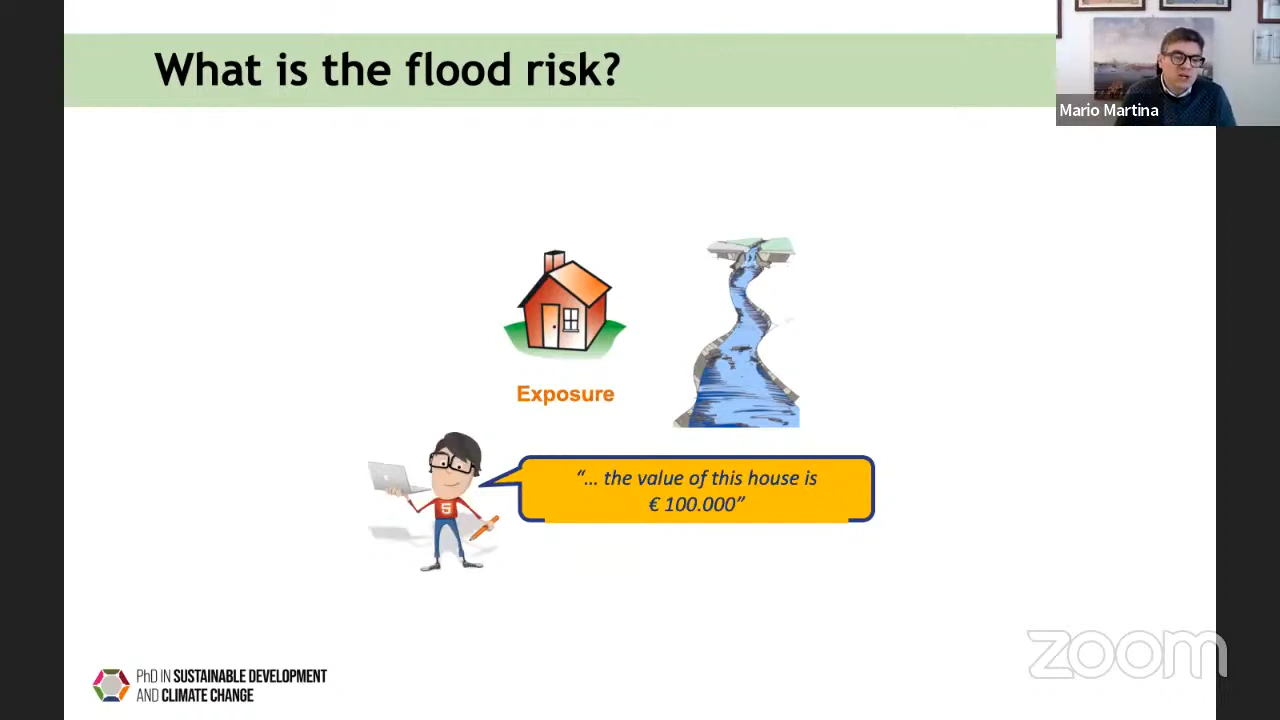 What is the flood risk?
Mario Martina
Exposure
“... the value of this house is
€ 100.000”
5
PhD IN SUSTAINABLE DEVELOPMENT
AND CLIMATE CHANGE
zoom